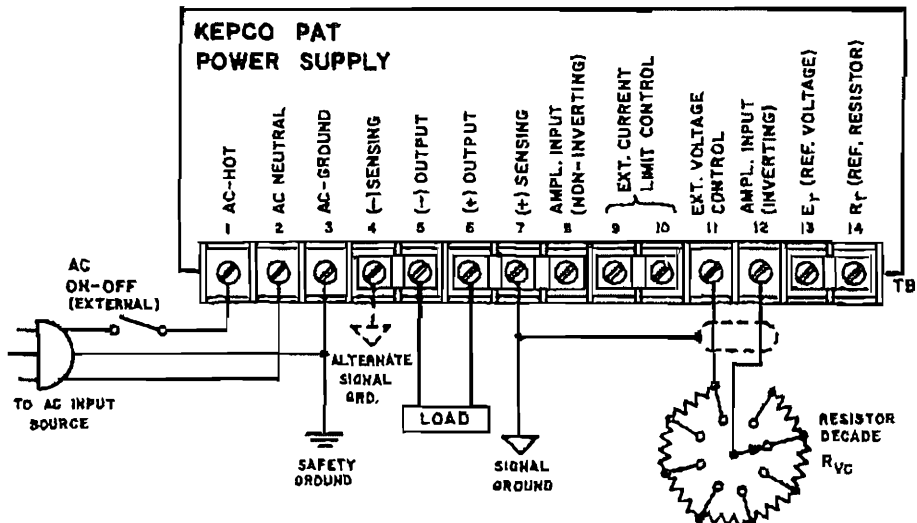 KEPCO PAT
POWER SUPPLY
AC-HOT
AC NEUTRAL
AC-GROUND
(-)SENSING
(-) OUTPUT
(+) OUTPUT
(+) SENSING
AMPL. INPUT
(NON-INVERTING)
EXT. CURRENT
LIMIT CONTROL
EXT. VOLTAGE
CONTROL
AMPL. INPUT
(INVERTING)
Er (REF. VOLTAGE)
Rr (REF. RESISTOR)
1 2 3 4 5 6 7 8 9 10 11 12 13 14
TB
AC
ON-OFF
(EXTERNAL)
TO AC INPUT
SOURCE
ALTERNATE
SIGNAL
GRD.
LOAD
SAFETY
GROUND
SIGNAL
GROUND
RESISTOR
DECADE
RVC